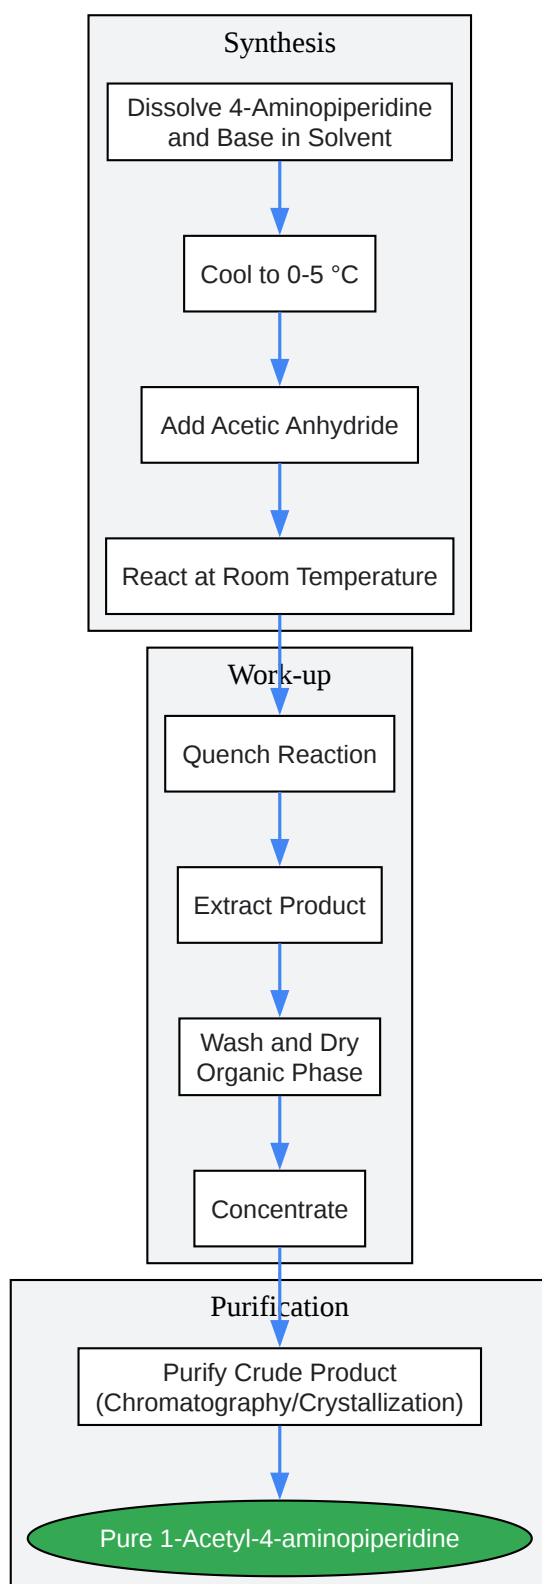 Synthesis
Dissolve 4-Aminopiperidine
and Base in Solvent
Cool to 0-5 °C
Add Acetic Anhydride
React at Room Temperature
Work-up
Quench Reaction
Extract Product
Wash and Dry
Organic Phase
Concentrate
Purification
Purify Crude Product
(Chromatography/Crystallization)
Pure 1-Acetyl-4-aminopiperidine